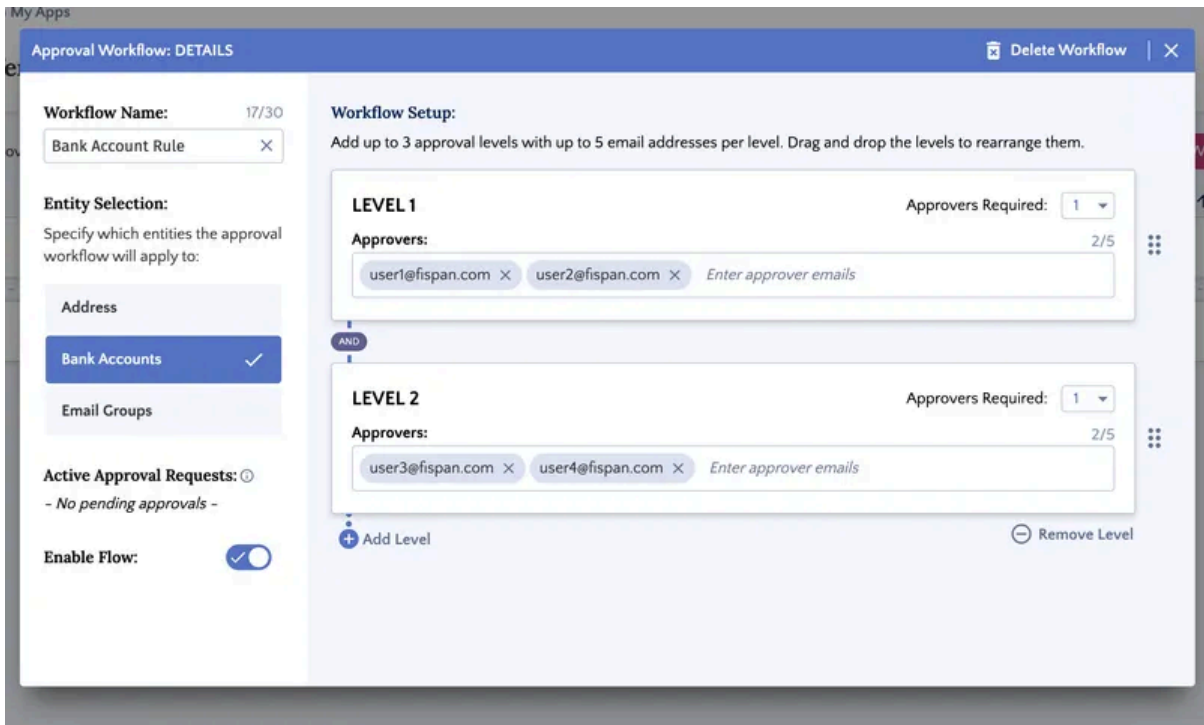 My Apps
Approval Workflow: DETAILS
Delete Workflow
Workflow Name:
17/30
Bank Account Rule
Entity Selection:
Specify which entities the approval
workflow will apply to:
Address
Bank Accounts
Email Groups
Active Approval Requests:
- No pending approvals -
Enable Flow:
Workflow Setup:
Add up to 3 approval levels with up to 5 email addresses per level. Drag and drop the levels to rearrange them.
LEVEL 1
Approvers Required: 1
Approvers:
2/5
user1@fispan.com
user2@fispan.com
Enter approver emails
AND
LEVEL 2
Approvers Required: 1
Approvers:
2/5
user3@fispan.com
user4@fispan.com
Enter approver emails
Add Level
Remove Level